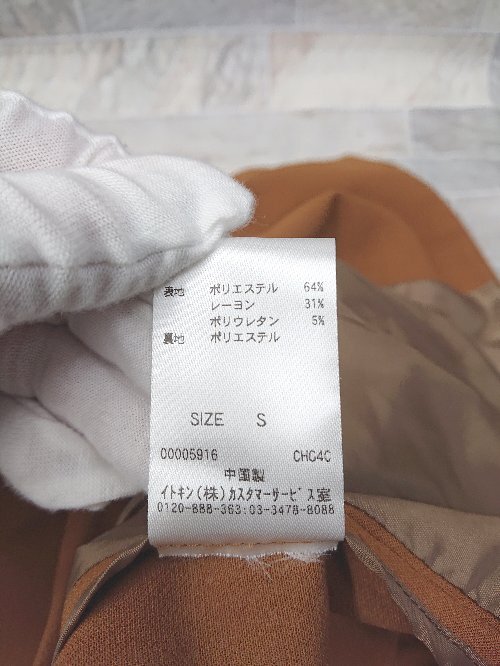 表地 ポリエステル 64%
レーヨン 31%
ポリウレタン 5%
裏地 ポリエステル
SIZE S
00005916 CHG4C
中国製
イトキン(株)カスタマーサービス室
0120-888-363:03-3478-8088